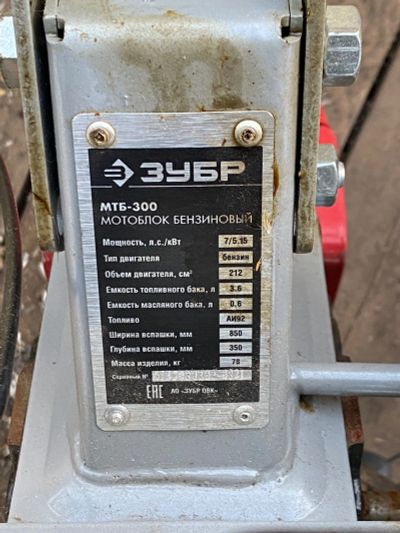 ЗУБР
МТБ-300
МОТОБЛОК БЕНЗИНОВЫЙ
Мощность, л.с./кВт 7/5.15
Тип двигателя бензин
Объем двигателя, см³ 212
Емкость топливного бака, л 3.6
Емкость масляного бака, л 0.6
Топливо АИ92
Ширина вспашки, мм 850
Глубина вспашки, мм 350
Масса изделия, кг 78
Серийный №
ЕАС АО «ЗУБР ОВК»